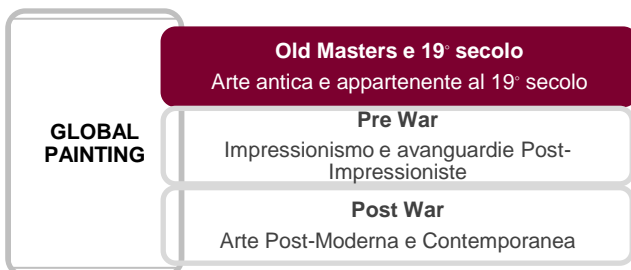 GLOBAL
PAINTING
Old Masters e 19° secolo
Arte antica e appartenente al 19° secolo
Pre War
Impressionismo e avanguardie Post-
Impressioniste
Post War
Arte Post-Moderna e Contemporanea